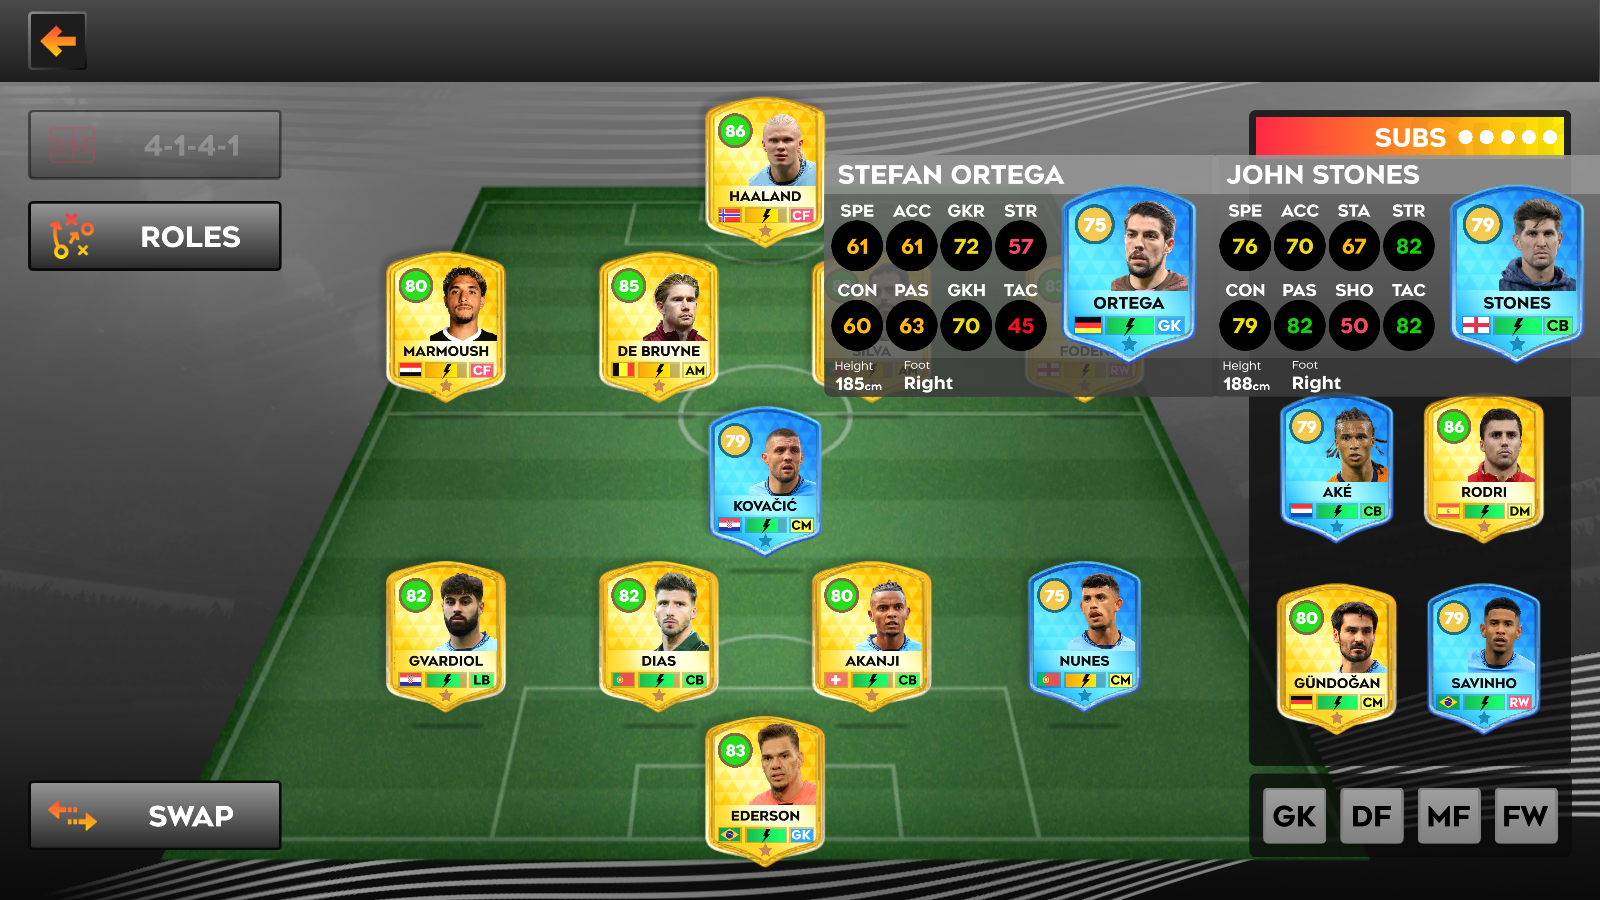 4-1-4-1
ROLES
SWAP
86
HAALAND
CF
80
MARMOUSH
CF
85
DE BRUYNE
AM
SILVA
83
FODEN
RW
79
KOVAČIĆ
CM
82
GVARDIOL
LB
82
DIAS
CB
80
AKANJI
CB
75
NUNES
CM
83
EDERSON
GK
STEFAN ORTEGA
SPE ACC GKR STR
61 61 72 57
CON PAS GKH TAC
60 63 70 45
Height Foot
185cm Right
75
ORTEGA
GK
SUBS
JOHN STONES
SPE ACC STA STR
76 70 67 82
CON PAS SHO TAC
79 82 50 82
Height Foot
188cm Right
79
STONES
CB
79
AKÉ
CB
86
RODRI
DM
80
GÜNDOĞAN
CM
79
SAVINHO
RW
GK DF MF FW